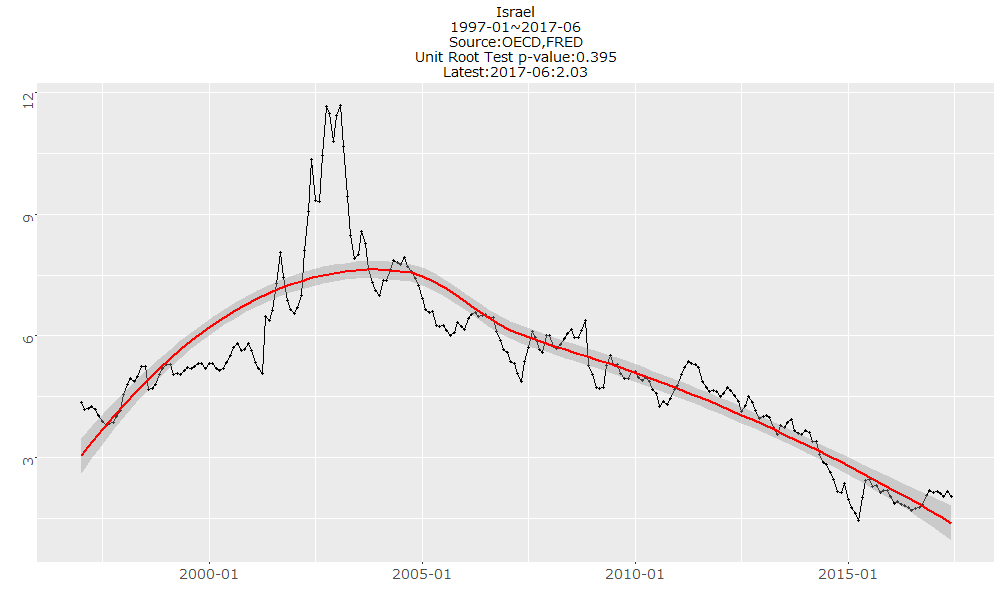 Israel
1997-01~2017-06
Source:OECD,FRED
Unit Root Test p-value:0.395
Latest:2017-06:2.03
12
9
6
3
2000-01 2005-01 2010-01 2015-01